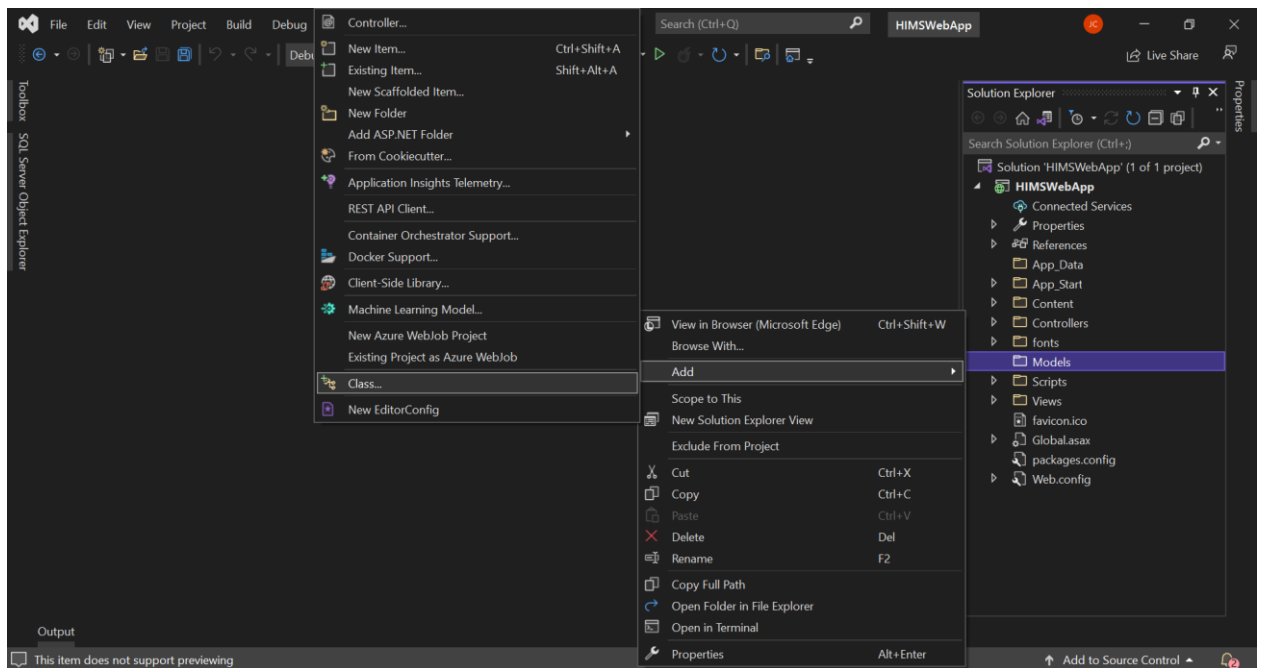 File Edit View Project Build Debug
Search (Ctrl+Q)
HIMSWebApp
JC
Debu
Live Share
Toolbox
SQL Server Object Explorer
Controller...
New Item... Ctrl+Shift+A
Existing Item... Shift+Alt+A
New Scaffolded Item...
New Folder
Add ASP.NET Folder
From Cookiecutter...
Application Insights Telemetry...
REST API Client...
Container Orchestrator Support...
Docker Support...
Client-Side Library...
Machine Learning Model...
New Azure WebJob Project
Existing Project as Azure WebJob
Class...
New EditorConfig
View in Browser (Microsoft Edge) Ctrl+Shift+W
Browse With...
Add
Scope to This
New Solution Explorer View
Exclude From Project
Cut Ctrl+X
Copy Ctrl+C
Paste Ctrl+V
Delete Del
Rename F2
Copy Full Path
Open Folder in File Explorer
Open in Terminal
Properties Alt+Enter
Solution Explorer
Search Solution Explorer (Ctrl+;)
Solution 'HIMSWebApp' (1 of 1 project)
HIMSWebApp
Connected Services
Properties
References
App_Data
App_Start
Content
Controllers
fonts
Models
Scripts
Views
favicon.ico
Global.asax
packages.config
Web.config
Properties
Output
This item does not support previewing
Add to Source Control
2